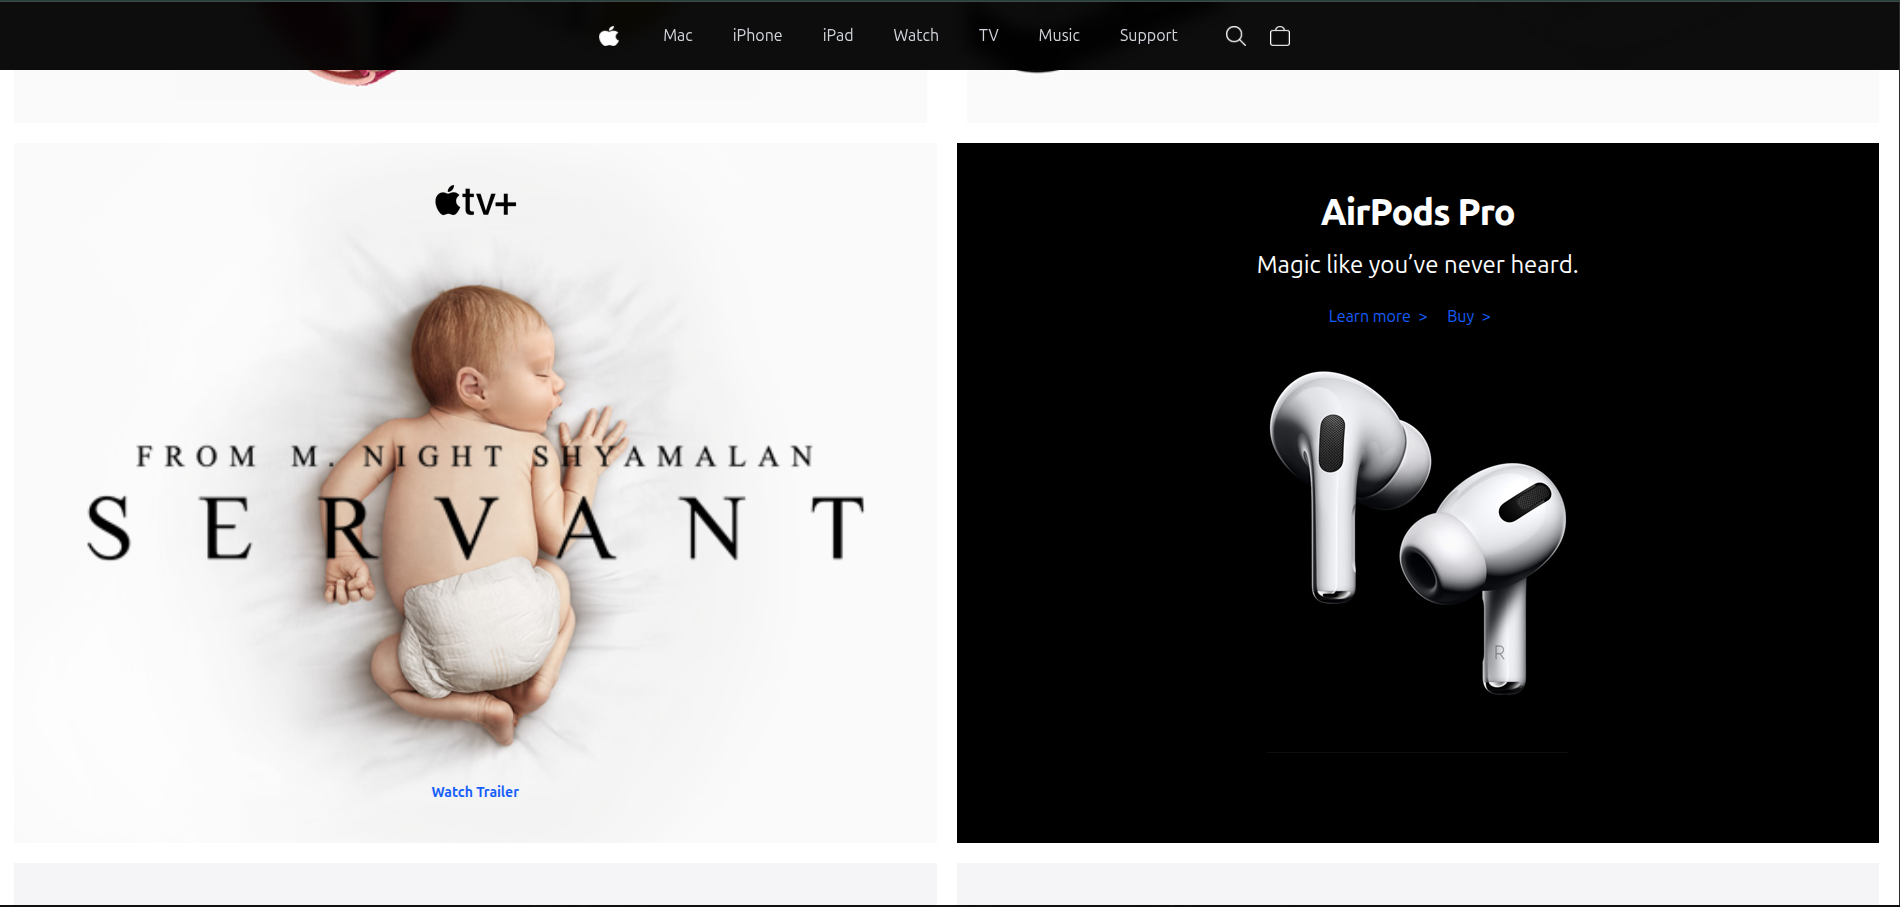 Mac iPhone iPad Watch TV Music Support
tv+
FROM M. NIGHT SHYAMALAN
SERVANT
Watch Trailer
AirPods Pro
Magic like you’ve never heard.
Learn more > Buy >
R